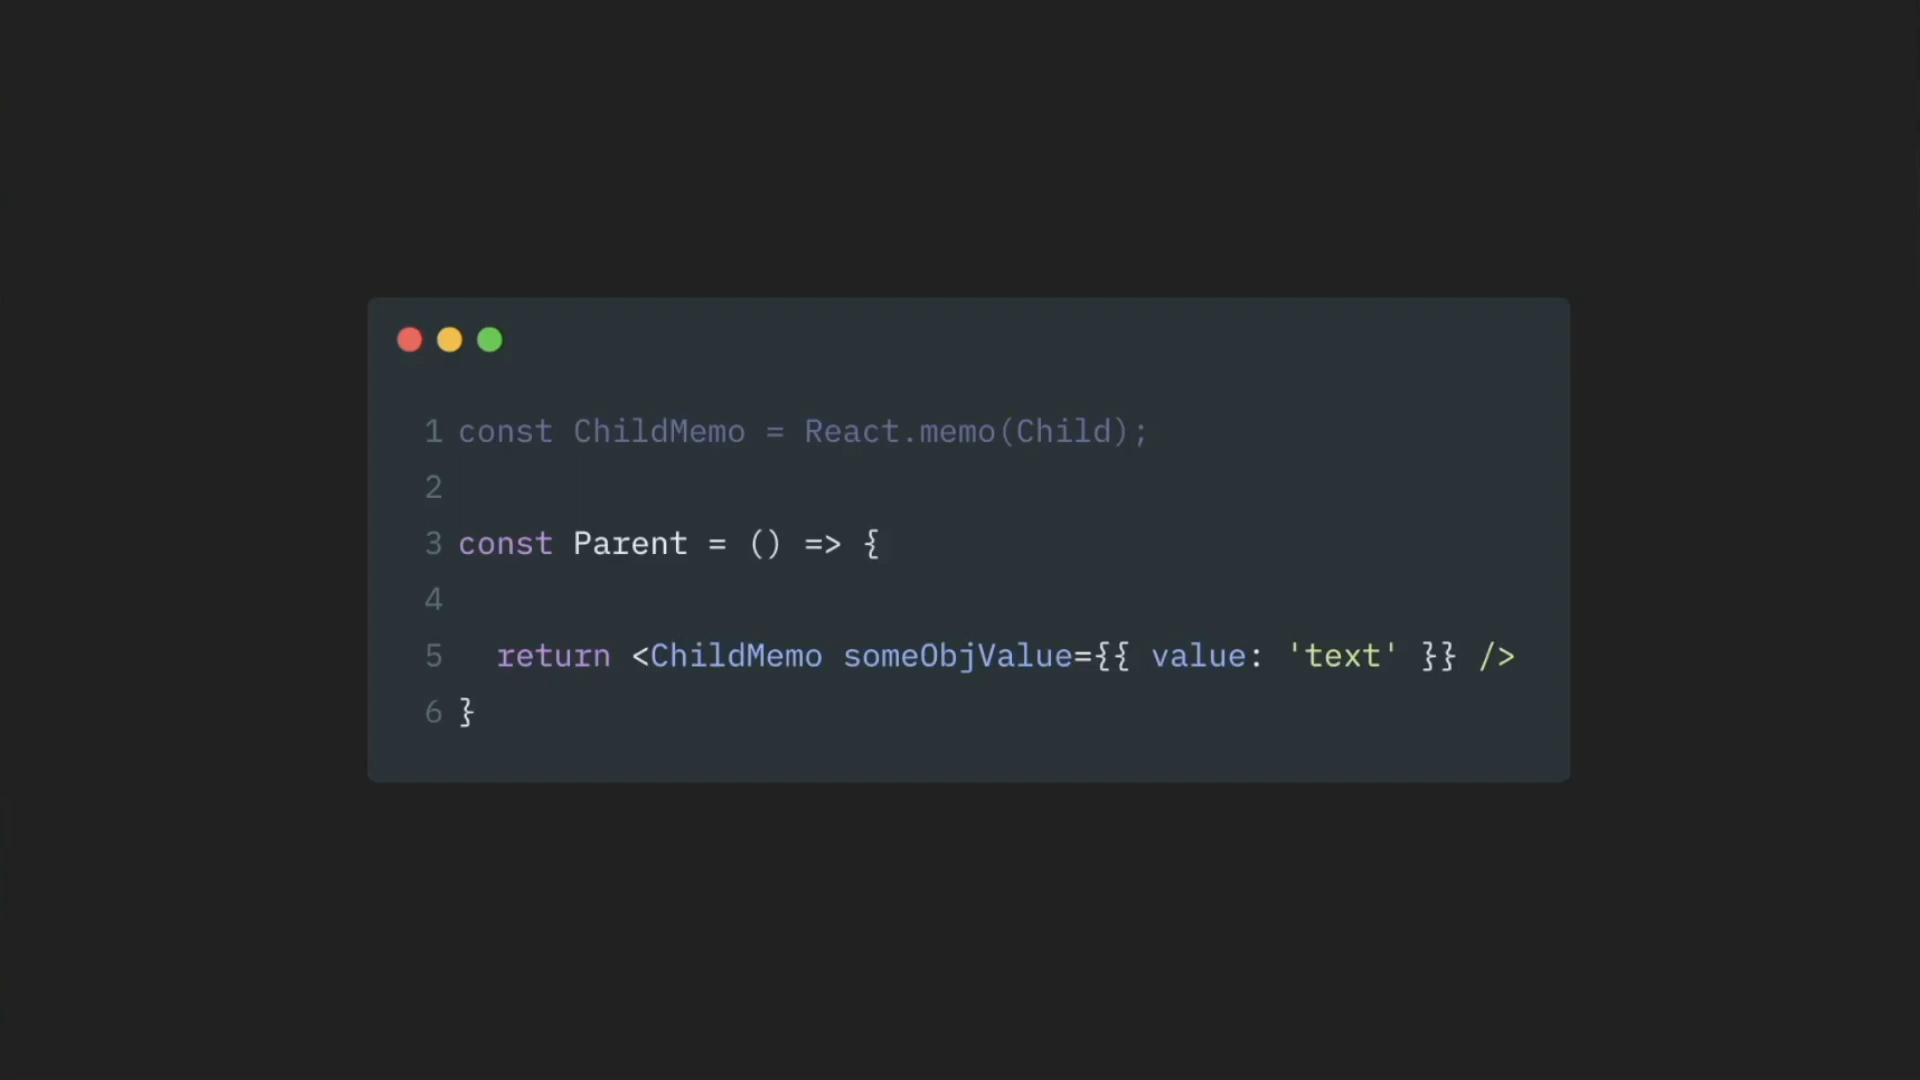 1 const ChildMemo = React.memo(Child);
2
3 const Parent = () => {
4
5   return <ChildMemo someObjValue={{ value: 'text' }} />
6 }